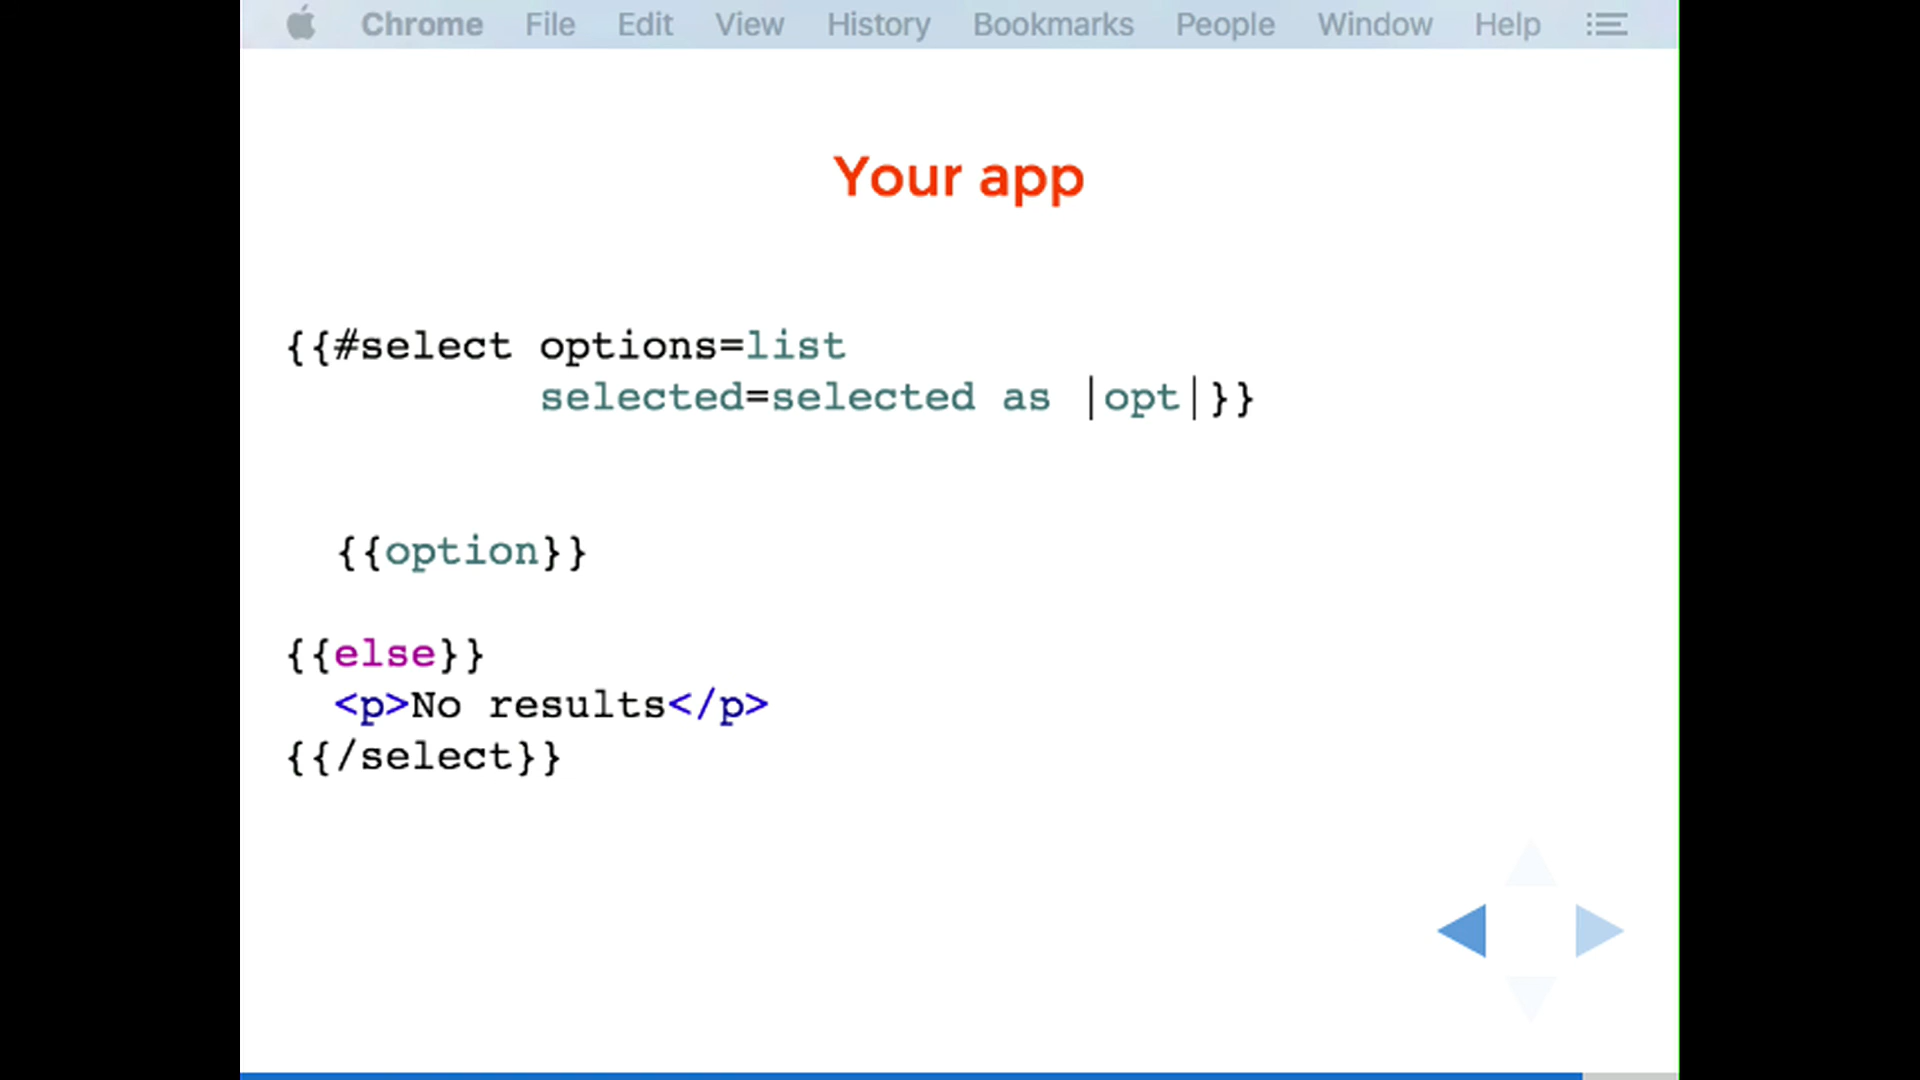 Chrome File Edit View History Bookmarks People Window Help
Your app
{{#select options=list
selected=selected as |opt|}}
{{option}}
{{else}}
<p>No results</p>
{{/select}}